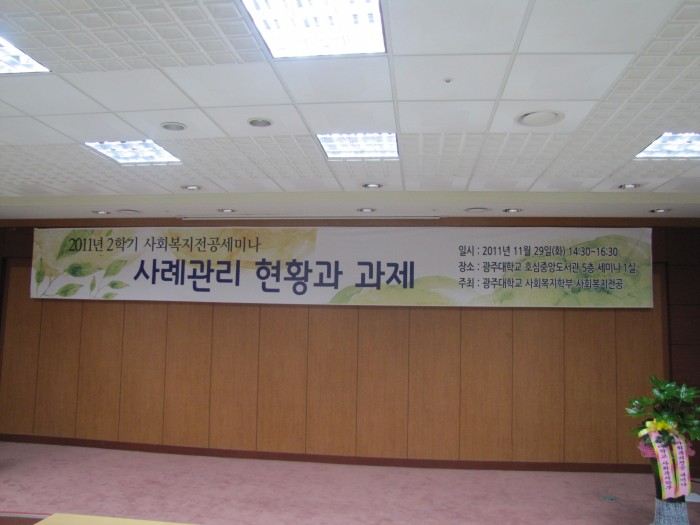 2011년 2학기 사회복지전공세미나
사례관리 현황과 과제
일시 : 2011년 11월 29일(화) 14:30~16:30
장소 : 광주대학교 호심중앙도서관 5층 세미나 1실
주최 : 광주대학교 사회복지학부 사회복지전공